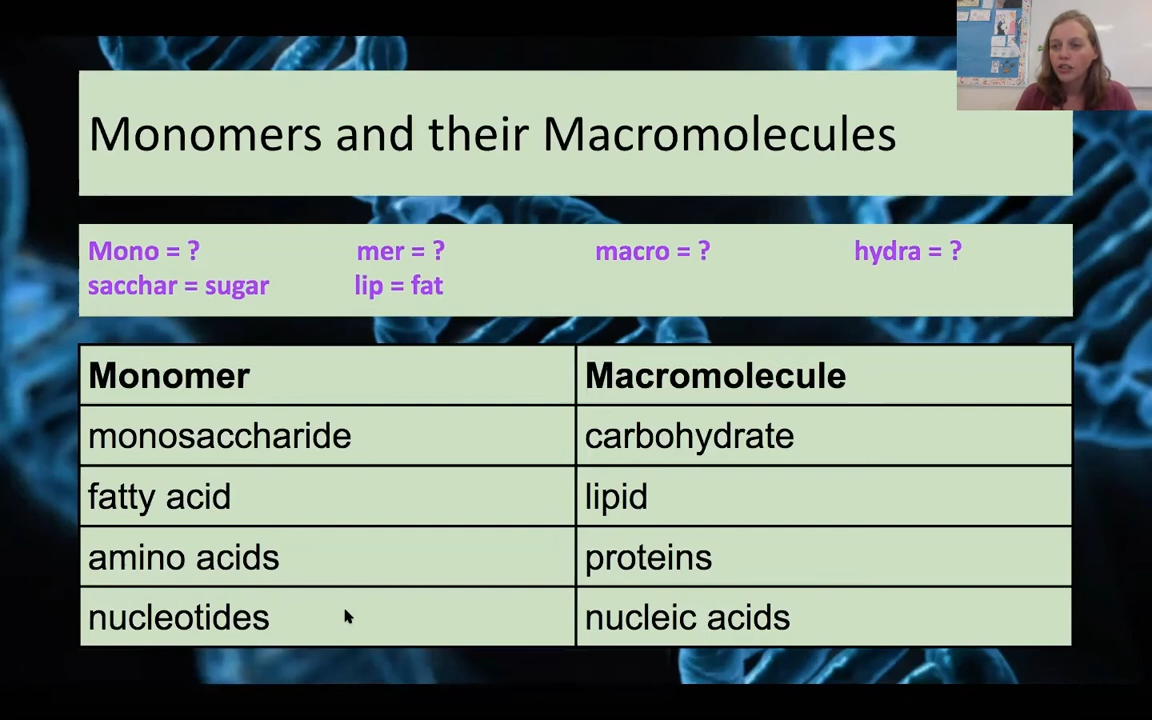 Monomers and their Macromolecules
Mono = ? mer = ? macro = ? hydra = ?
sacchar = sugar lip = fat
Monomer Macromolecule
monosaccharide carbohydrate
fatty acid lipid
amino acids proteins
nucleotides nucleic acids